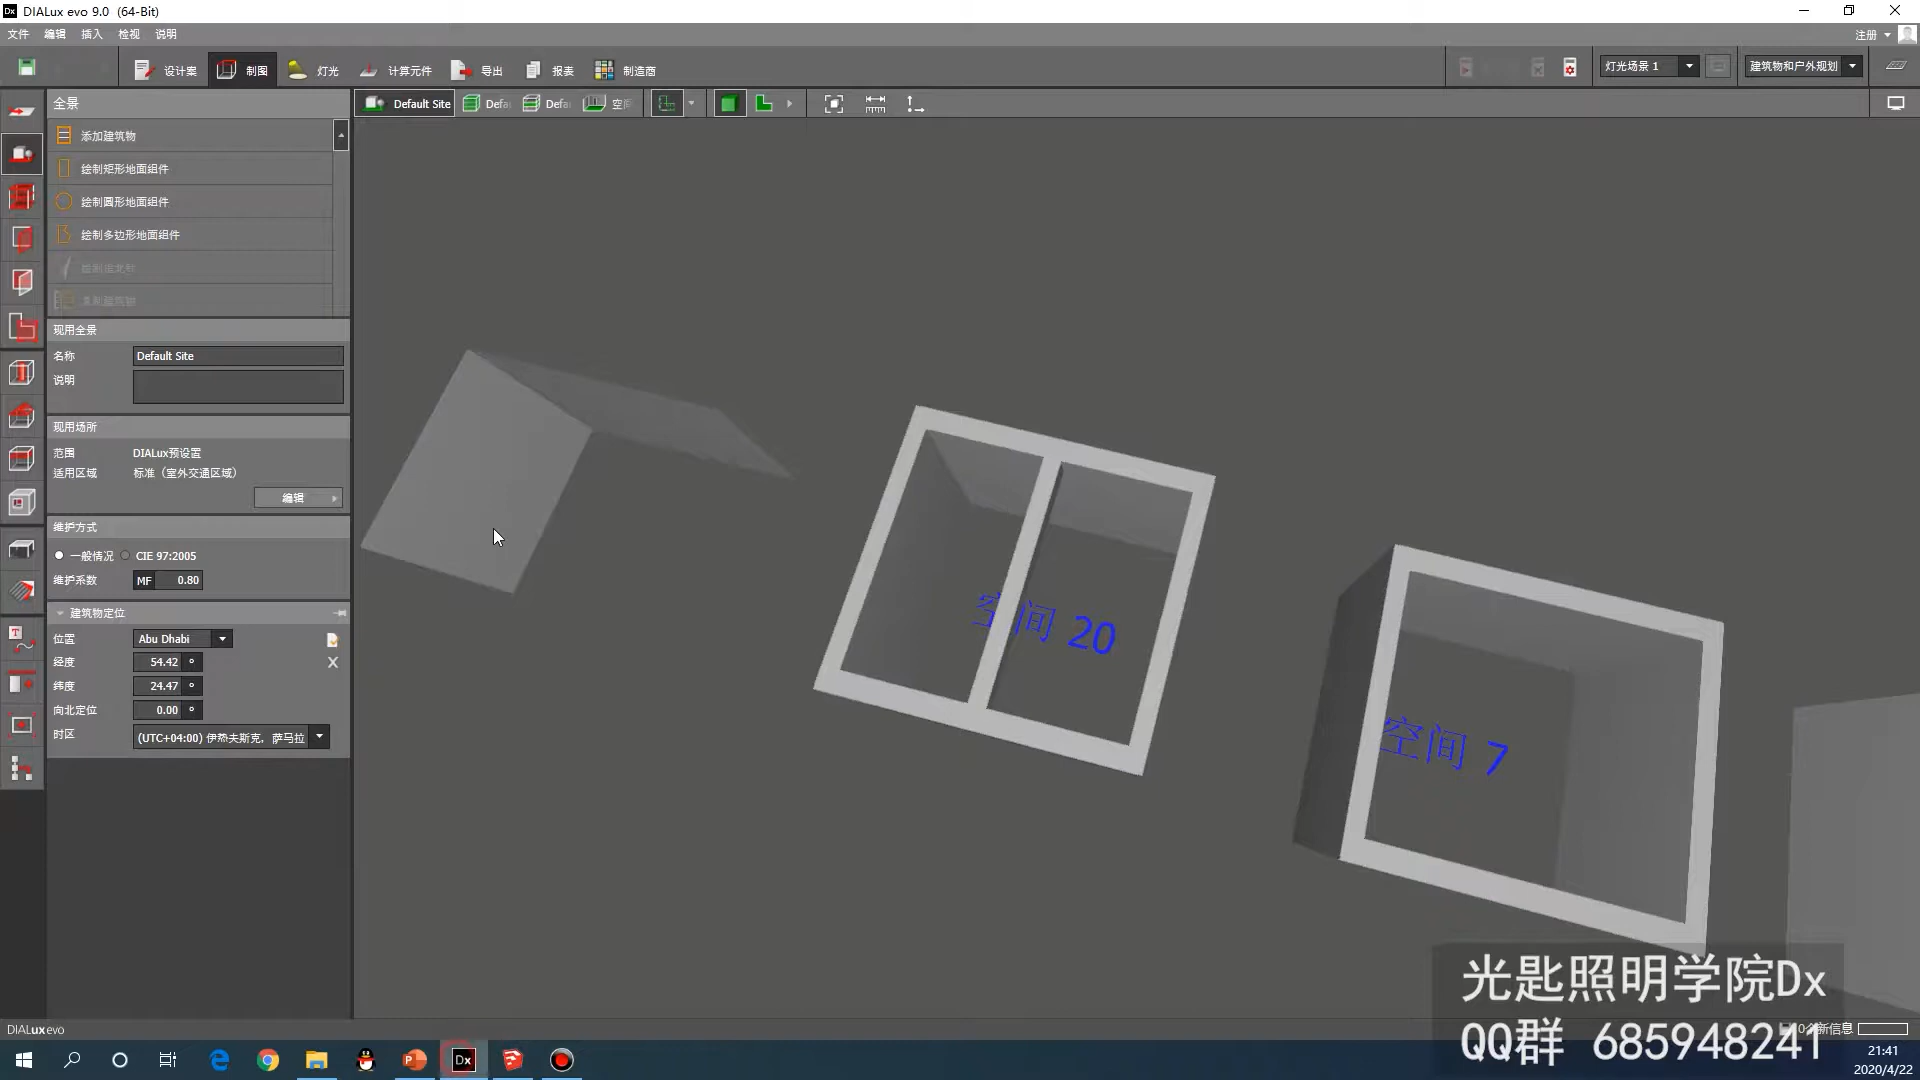 DIALux evo 9.0 (64-Bit)
文件 编辑 插入 检视 说明
注册
设计案 制图 灯光 计算元件 导出 报表 制造商
灯光场景 1
建筑物和户外规划
全景
Default Site Defa Defa 空间
添加建筑物
绘制矩形地面组件
绘制圆形地面组件
绘制多边形地面组件
现用全景
名称 Default Site
说明
现用场所
范围 DIALux预设置
适用区域 标准（室外交通区域）
编辑
维护方式
一般情况 CIE 97:2005
维护系数 MF 0.80
建筑物定位
位置 Abu Dhabi
经度 54.42 °
纬度 24.47 °
向北定位 0.00 °
时区 (UTC+04:00) 伊热夫斯克，萨马拉
空间 20
空间 7
光匙照明学院Dx
QQ群 685948241
DIALux evo
0个新信息
21:41
2020/4/22